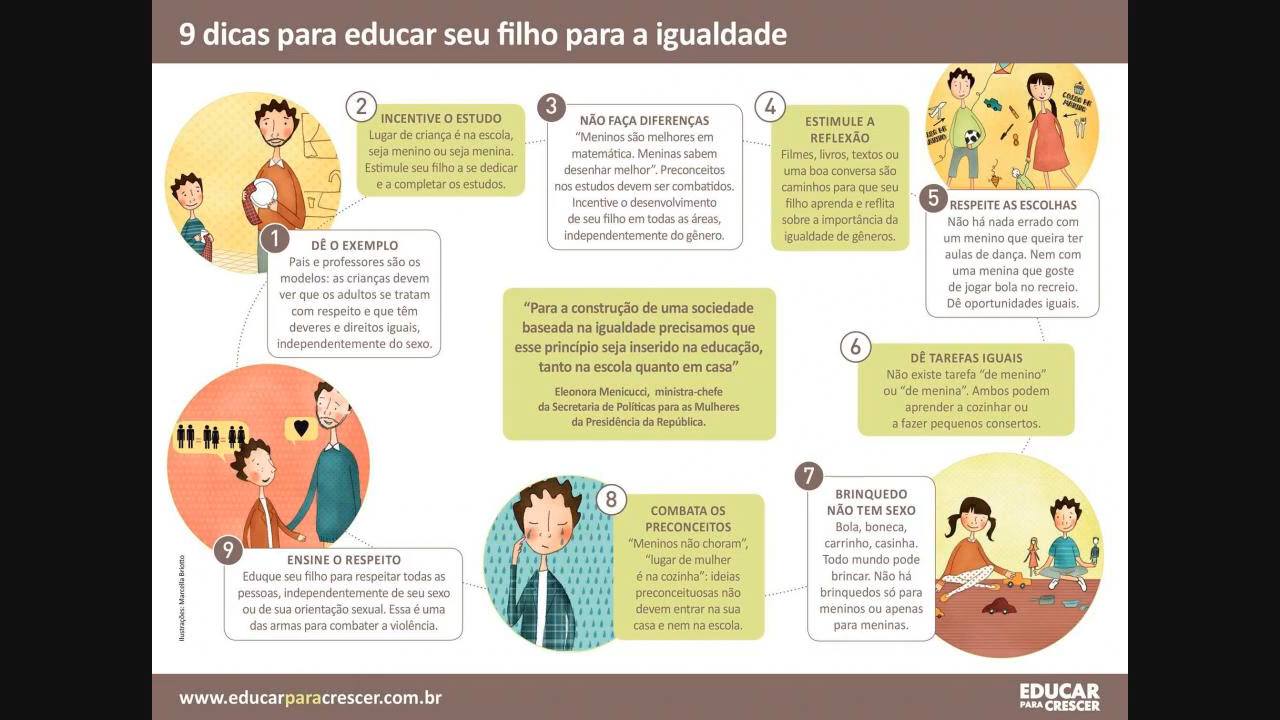 9 dicas para educar seu filho para a igualdade
1
DÊ O EXEMPLO
Pais e professores são os
modelos: as crianças devem
ver que os adultos se tratam
com respeito e que têm
deveres e direitos iguais,
independentemente do sexo.
2
INCENTIVE O ESTUDO
Lugar de criança é na escola,
seja menino ou seja menina.
Estimule seu filho a se dedicar
e a completar os estudos.
3
NÃO FAÇA DIFERENÇAS
“Meninos são melhores em
matemática. Meninas sabem
desenhar melhor”. Preconceitos
nos estudos devem ser combatidos.
Incentive o desenvolvimento
de seu filho em todas as áreas,
independentemente do gênero.
4
ESTIMULE A
REFLEXÃO
Filmes, livros, textos ou
uma boa conversa são
caminhos para que seu
filho aprenda e reflita
sobre a importância da
igualdade de gêneros.
COISA DE
MENINO
COISA DE
MENINO
5
RESPEITE AS ESCOLHAS
Não há nada errado com
um menino que queira ter
aulas de dança. Nem com
uma menina que goste
de jogar bola no recreio.
Dê oportunidades iguais.
“Para a construção de uma sociedade
baseada na igualdade precisamos que
esse princípio seja inserido na educação,
tanto na escola quanto em casa”
Eleonora Menicucci, ministra-chefe
da Secretaria de Políticas para as Mulheres
da Presidência da República.
6
DÊ TAREFAS IGUAIS
Não existe tarefa “de menino”
ou “de menina”. Ambos podem
aprender a cozinhar ou
a fazer pequenos consertos.
7
BRINQUEDO
NÃO TEM SEXO
Bola, boneca,
carrinho, casinha.
Todo mundo pode
brincar. Não há
brinquedos só para
meninos ou apenas
para meninas.
8
COMBATA OS
PRECONCEITOS
“Meninos não choram”,
“lugar de mulher
é na cozinha”: ideias
preconceituosas não
devem entrar na sua
casa e nem na escola.
9
ENSINE O RESPEITO
Eduque seu filho para respeitar todas as
pessoas, independentemente de seu sexo
ou de sua orientação sexual. Essa é uma
das armas para combater a violência.
Ilustrações: Marcella Briotto
www.educarparacrescer.com.br
EDUCAR
PARA CRESCER